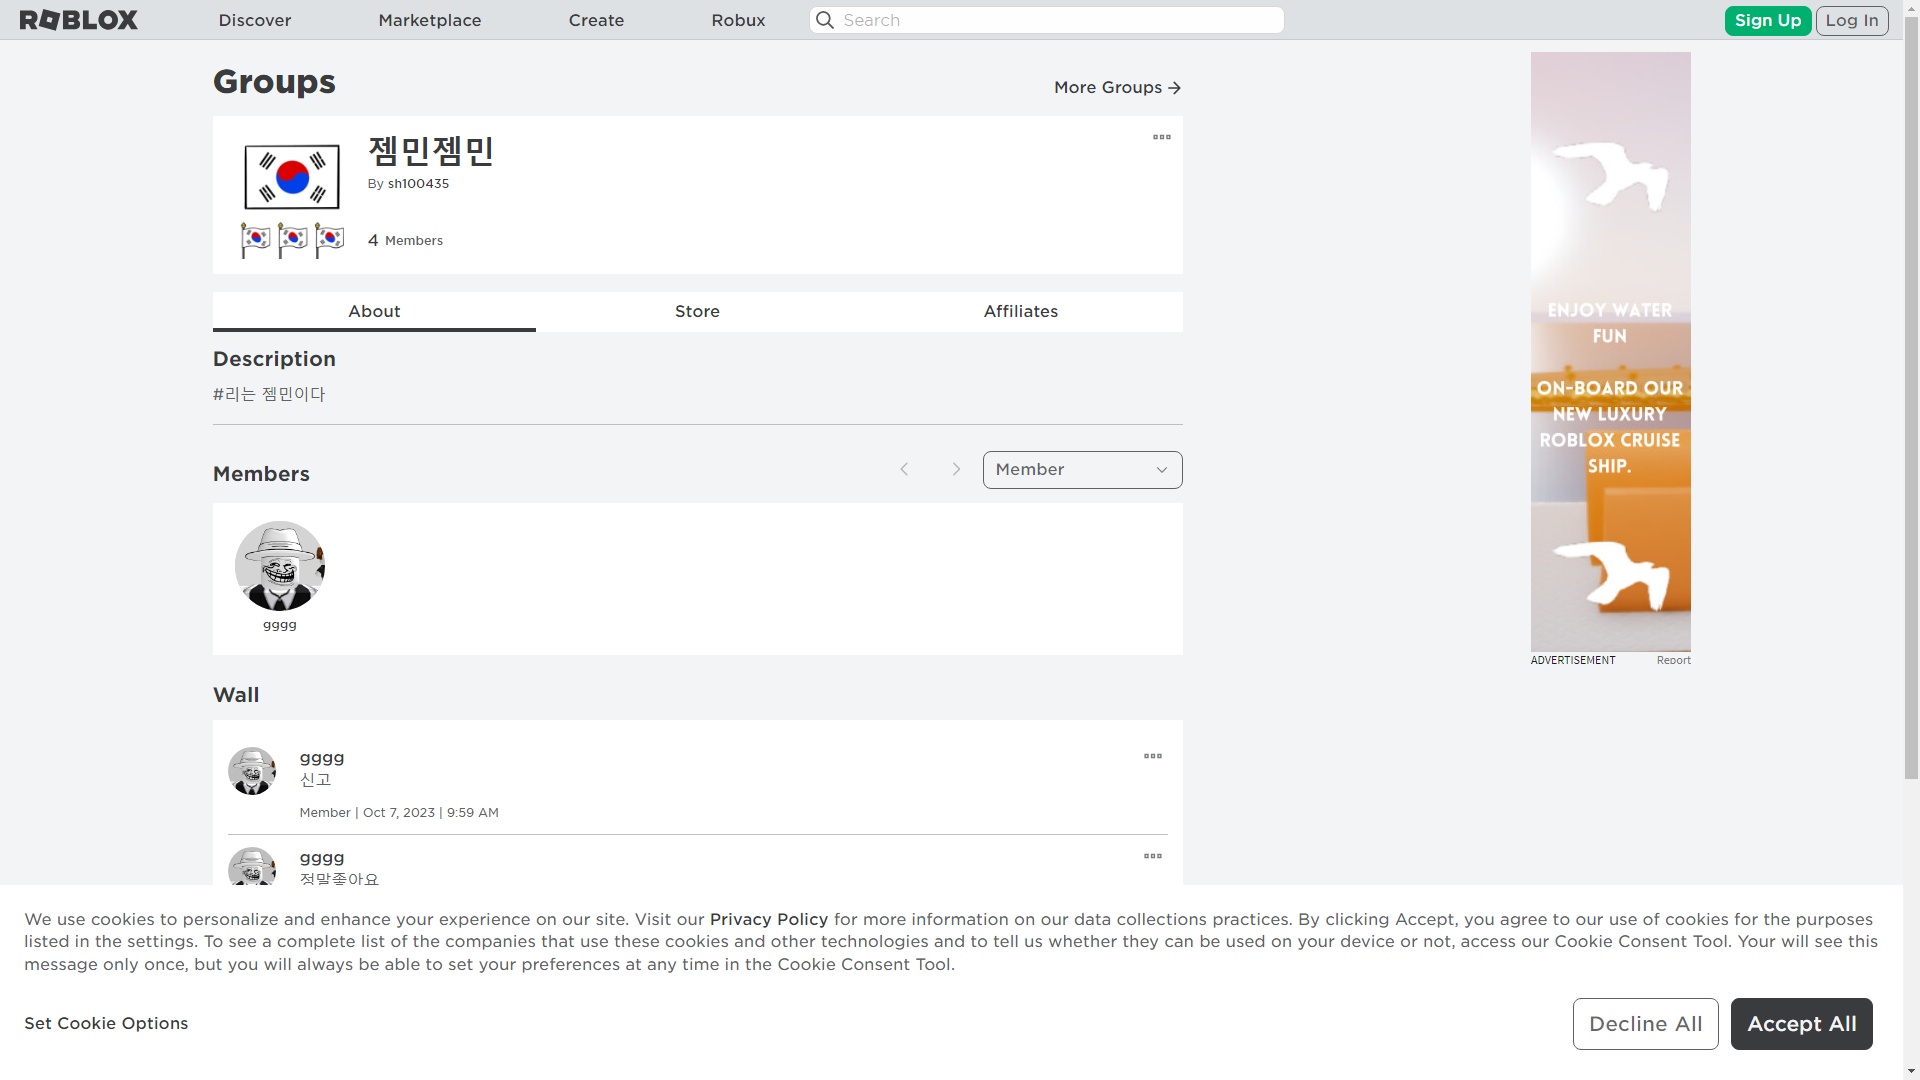 ROBLOX Discover Marketplace Create Robux Search Sign Up Log In
Groups
More Groups
젬민젬민
By sh100435
4 Members
About Store Affiliates
Description
#리는 젬민이다
Members
Member
gggg
Wall
gggg
신고
Member | Oct 7, 2023 | 9:59 AM
gggg
정말좋아요
ENJOY WATER
FUN
ON-BOARD OUR
NEW LUXURY
ROBLOX CRUISE
SHIP.
ADVERTISEMENT Report
We use cookies to personalize and enhance your experience on our site. Visit our Privacy Policy for more information on our data collections practices. By clicking Accept, you agree to our use of cookies for the purposes
listed in the settings. To see a complete list of the companies that use these cookies and other technologies and to tell us whether they can be used on your device or not, access our Cookie Consent Tool. Your will see this
message only once, but you will always be able to set your preferences at any time in the Cookie Consent Tool.
Set Cookie Options
Decline All
Accept All